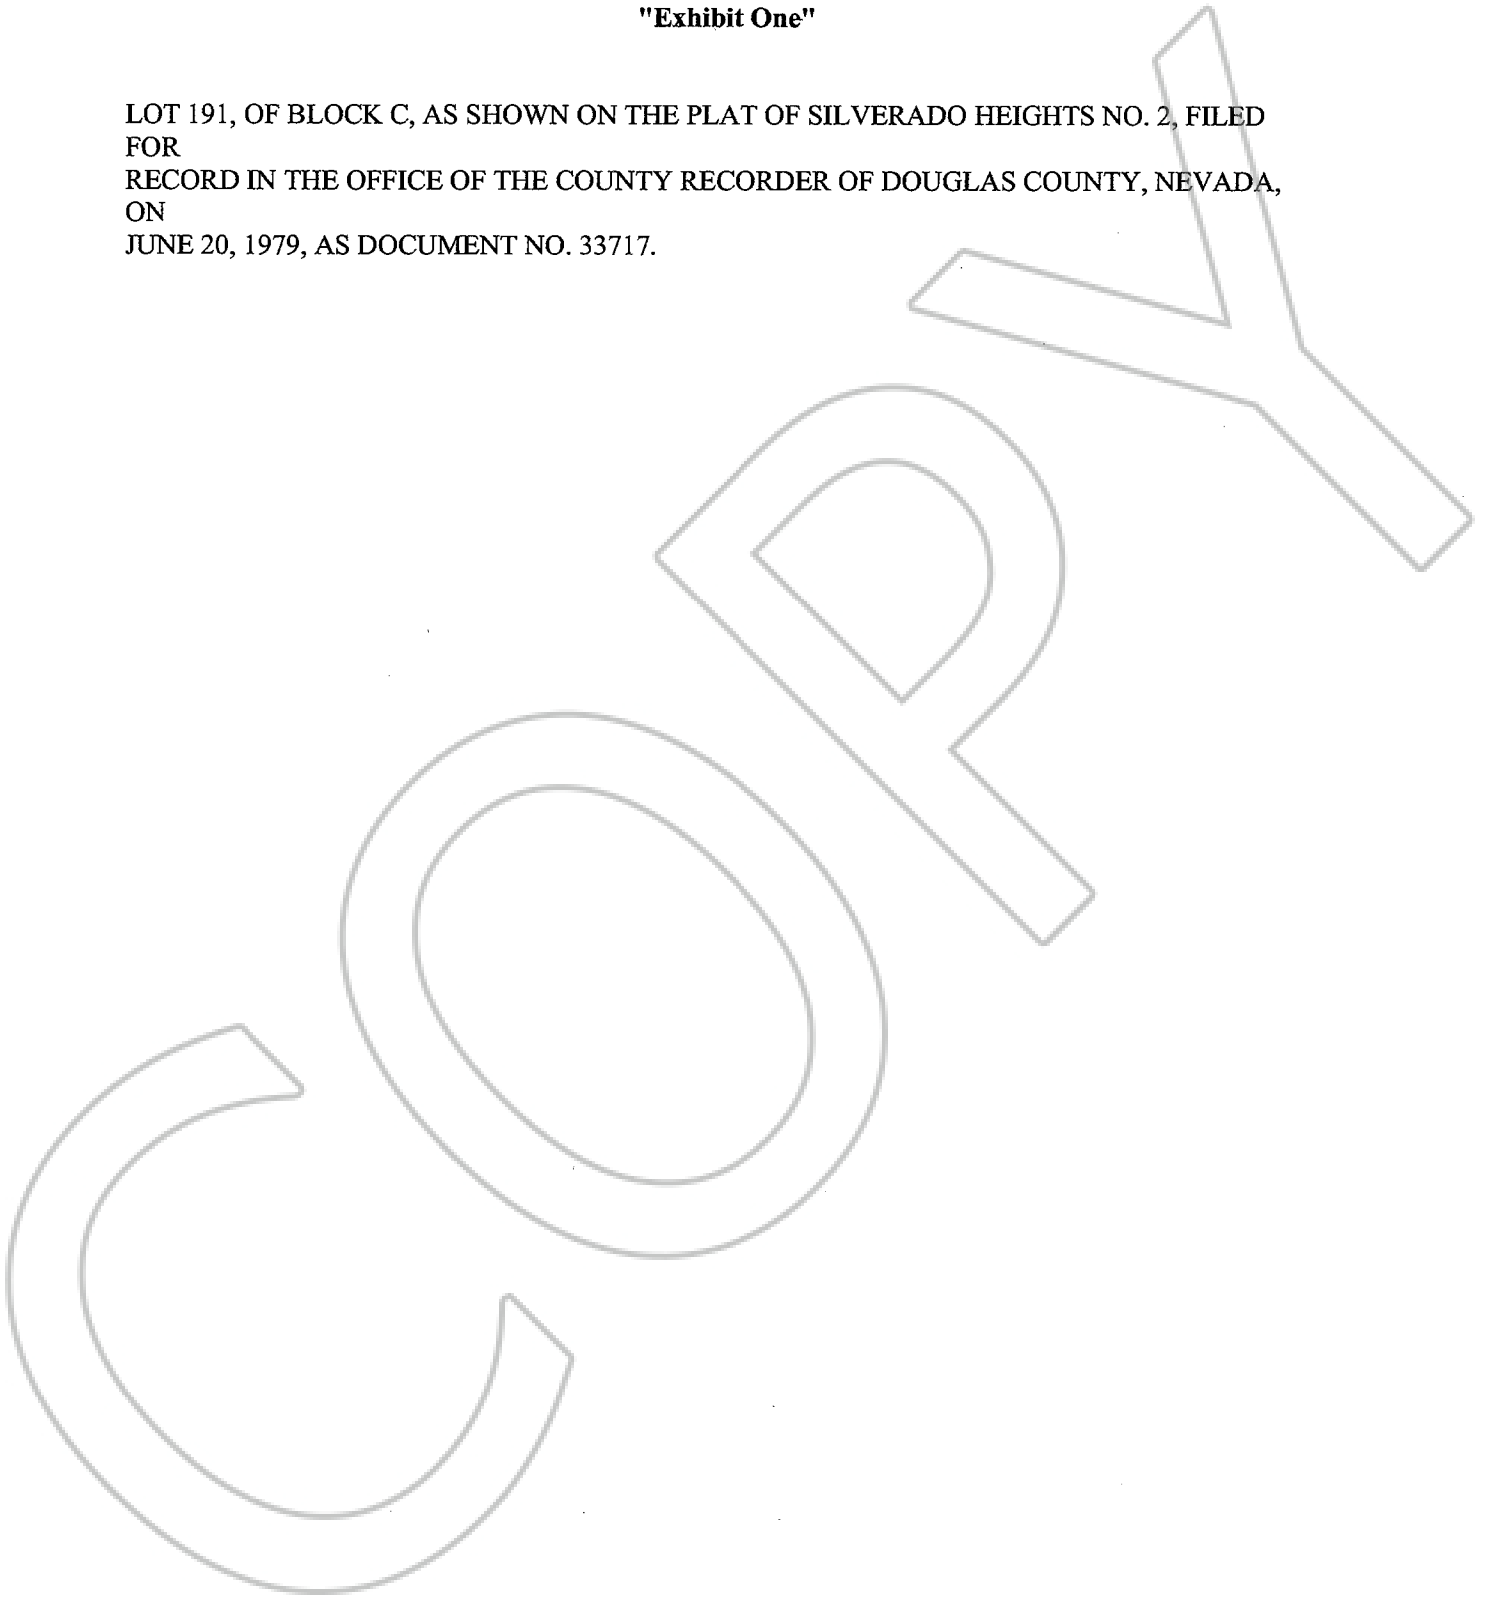 "Exhibit One"
LOT 191, OF BLOCK C, AS SHOWN ON THE PLAT OF SILVERADO HEIGHTS NO. 2, FILED
FOR
RECORD IN THE OFFICE OF THE COUNTY RECORDER OF DOUGLAS COUNTY, NEVADA,
ON
JUNE 20, 1979, AS DOCUMENT NO. 33717.
COPY